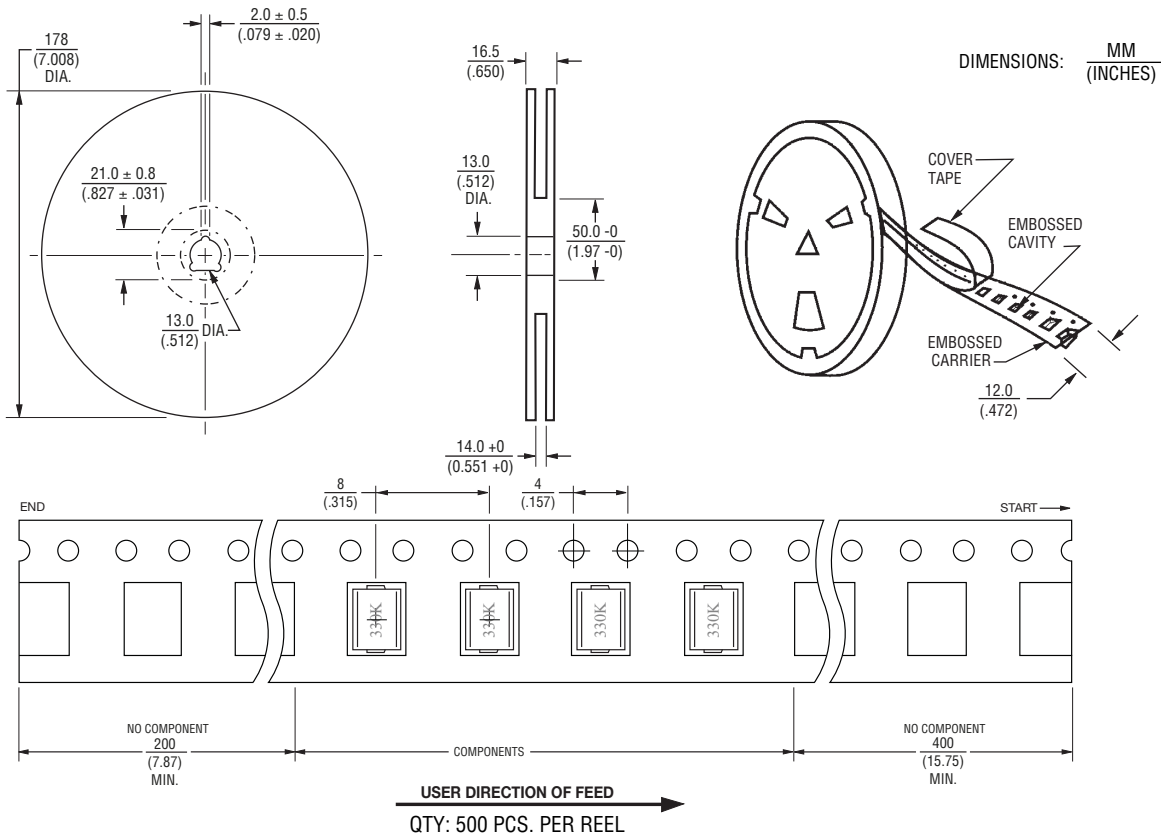 2.0 ± 0.5
(.079 ± .020)
178
(7.008)
DIA.
21.0 ± 0.8
(.827 ± .031)
13.0
(.512)
DIA.
16.5
(.650)
13.0
(.512)
DIA.
50.0 -0
(1.97 -0)
14.0 +0
(0.551 +0)
DIMENSIONS:
MM
(INCHES)
COVER
TAPE
EMBOSSED
CAVITY
EMBOSSED
CARRIER
12.0
(.472)
8
(.315)
4
(.157)
END
START
330K
330K
330K
330K
NO COMPONENT
200
(7.87)
MIN.
COMPONENTS
NO COMPONENT
400
(15.75)
MIN.
USER DIRECTION OF FEED
QTY: 500 PCS. PER REEL